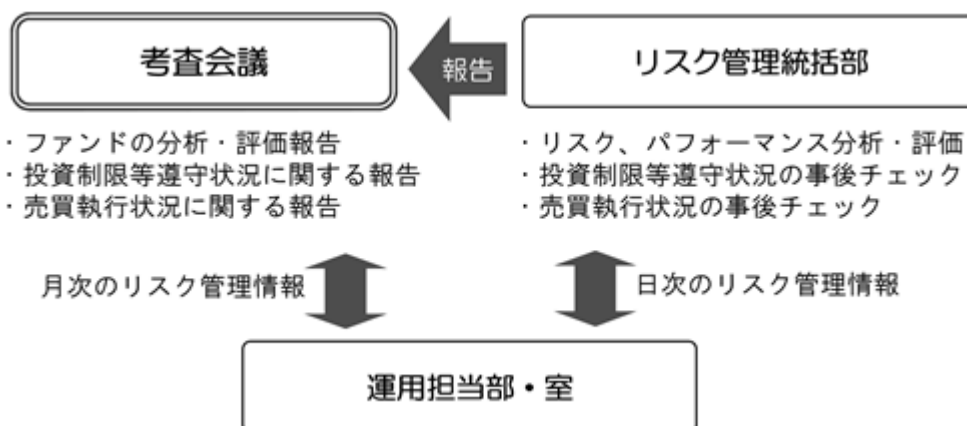 考査会議
報告
リスク管理統括部
・ファンドの分析・評価報告
・投資制限等遵守状況に関する報告
・売買執行状況に関する報告
・リスク、パフォーマンス分析・評価
・投資制限等遵守状況の事後チェック
・売買執行状況の事後チェック
月次のリスク管理情報
日次のリスク管理情報
運用担当部・室